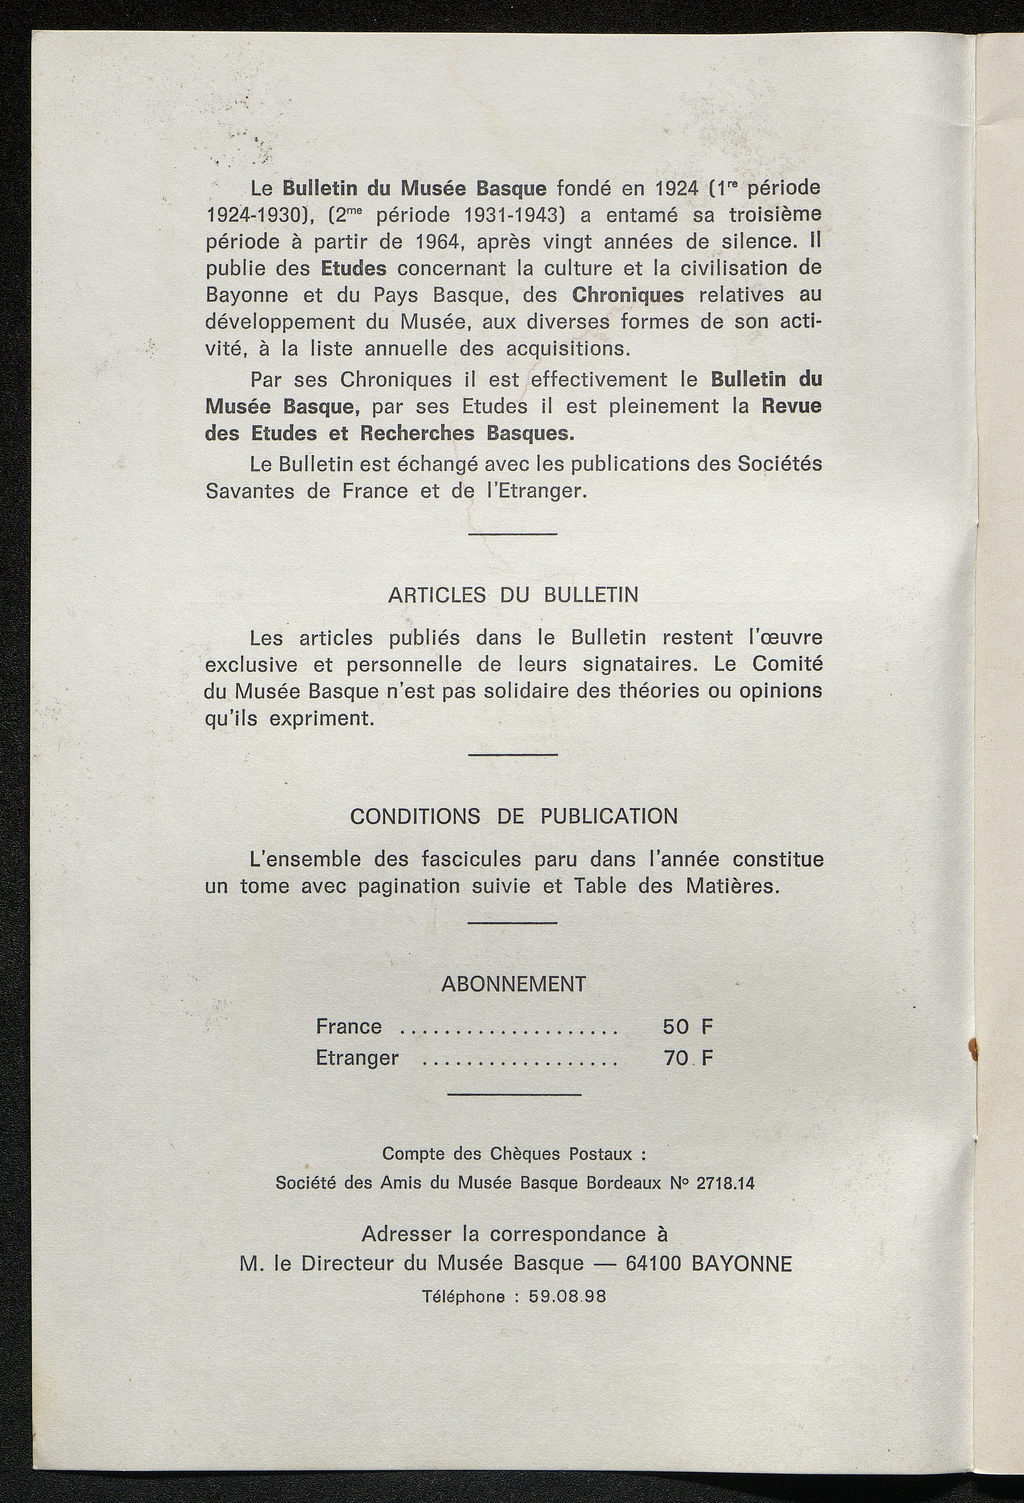 Le Bulletin du Musée Basque fondé en 1924 (1re période
1924-1930), (2me période 1931-1943) a entamé sa troisième
période à partir de 1964, après vingt années de silence. Il
publie des Etudes concernant la culture et la civilisation de
Bayonne et du Pays Basque, des Chroniques relatives au
développement du Musée, aux diverses formes de son acti-
vité, à la liste annuelle des acquisitions.
Par ses Chroniques il est effectivement le Bulletin du
Musée Basque, par ses Etudes il est pleinement la Revue
des Etudes et Recherches Basques.
Le Bulletin est échangé avec les publications des Sociétés
Savantes de France et de l'Etranger.
ARTICLES DU BULLETIN
Les articles publiés dans le Bulletin restent l'œuvre
exclusive et personnelle de leurs signataires. Le Comité
du Musée Basque n'est pas solidaire des théories ou opinions
qu'ils expriment.
CONDITIONS DE PUBLICATION
L'ensemble des fascicules paru dans l'année constitue
un tome avec pagination suivie et Table des Matières.
ABONNEMENT
France .................... 50 F
Etranger .................. 70 F
Compte des Chèques Postaux :
Société des Amis du Musée Basque Bordeaux N° 2718.14
Adresser la correspondance à
M. le Directeur du Musée Basque — 64100 BAYONNE
Téléphone : 59.08.98